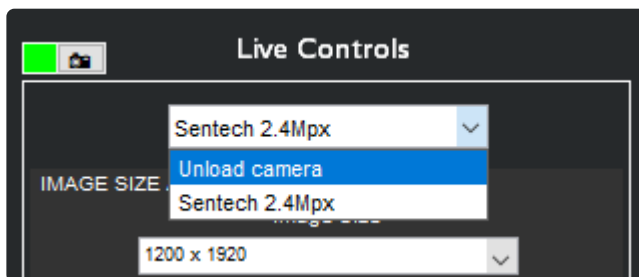 Live Controls
Sentech 2.4Mpx
Unload camera
IMAGE SIZE
Sentech 2.4Mpx
1200 x 1920